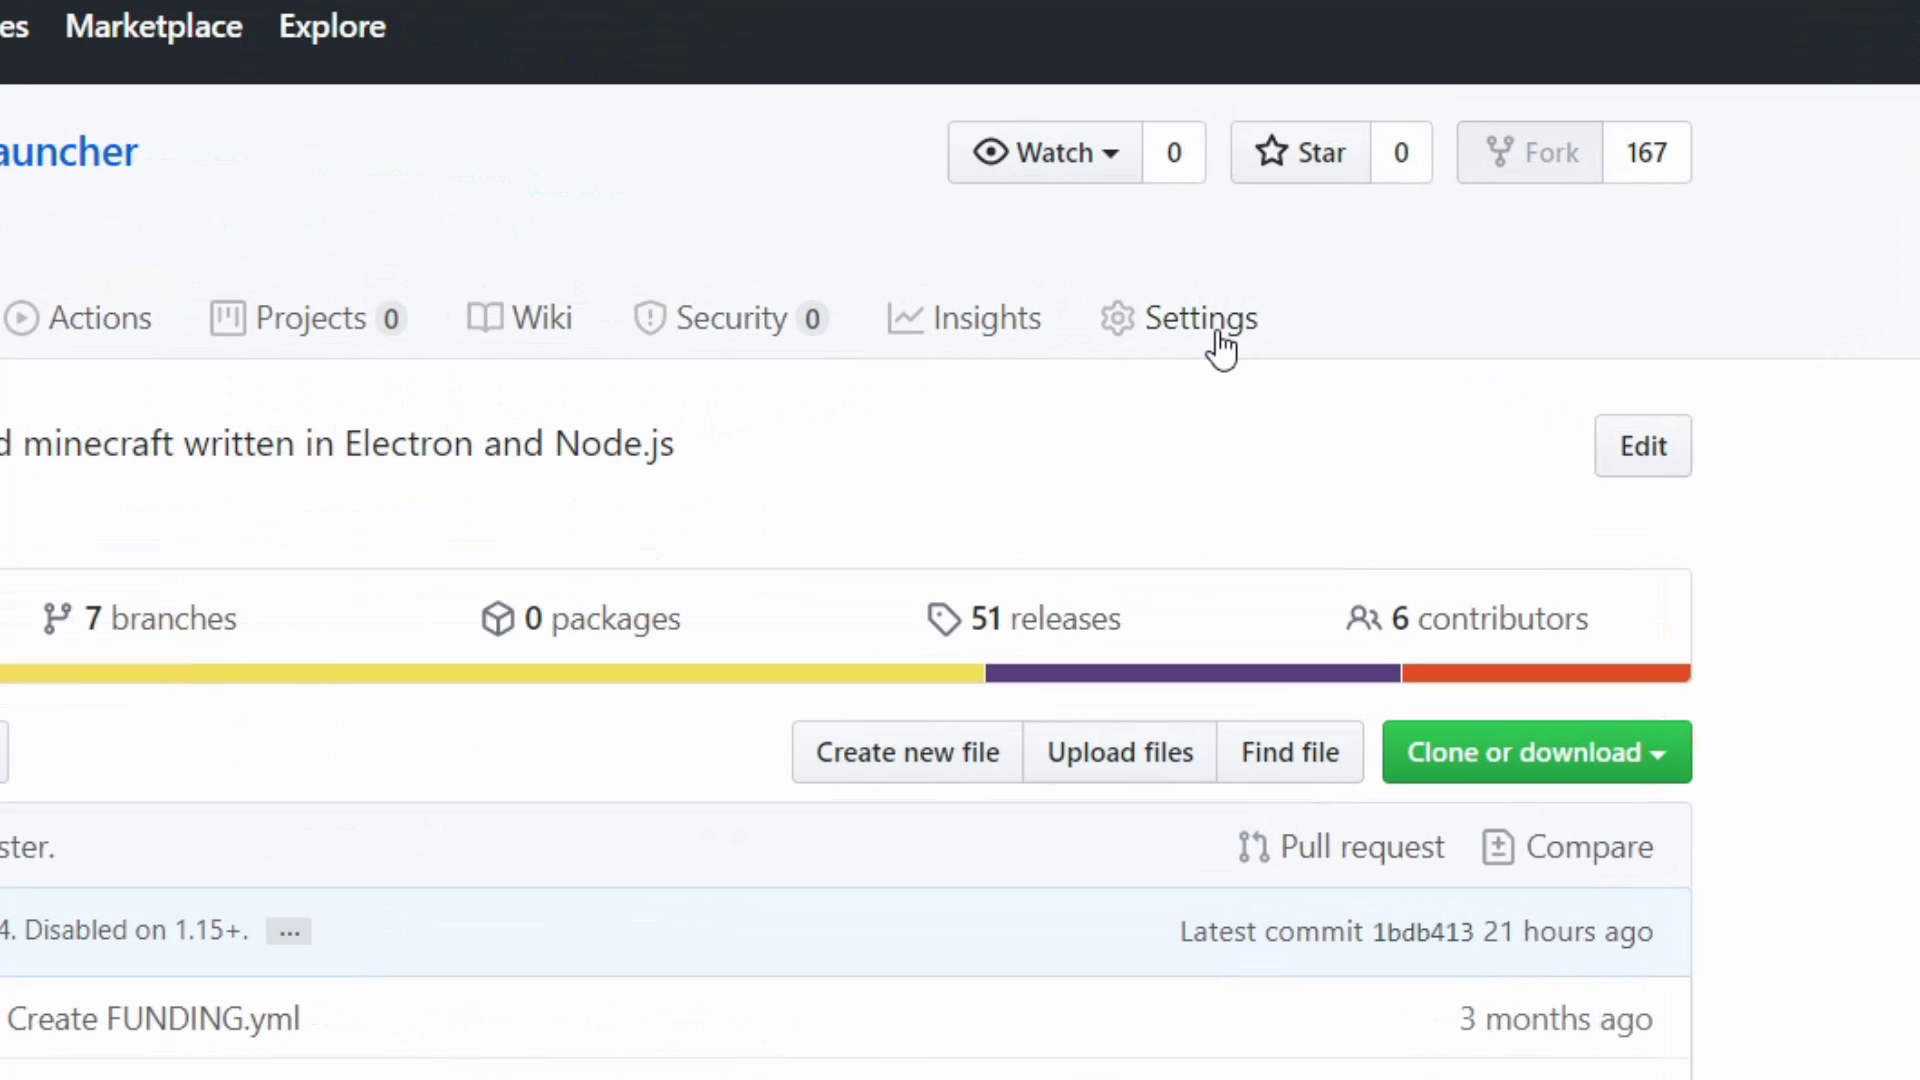 es Marketplace Explore
auncher Watch 0 Star 0 Fork 167
Actions Projects 0 Wiki Security 0 Insights Settings
d minecraft written in Electron and Node.js Edit
7 branches 0 packages 51 releases 6 contributors
Create new file Upload files Find file Clone or download
ster. Pull request Compare
4. Disabled on 1.15+. ... Latest commit 1bdb413 21 hours ago
Create FUNDING.yml 3 months ago